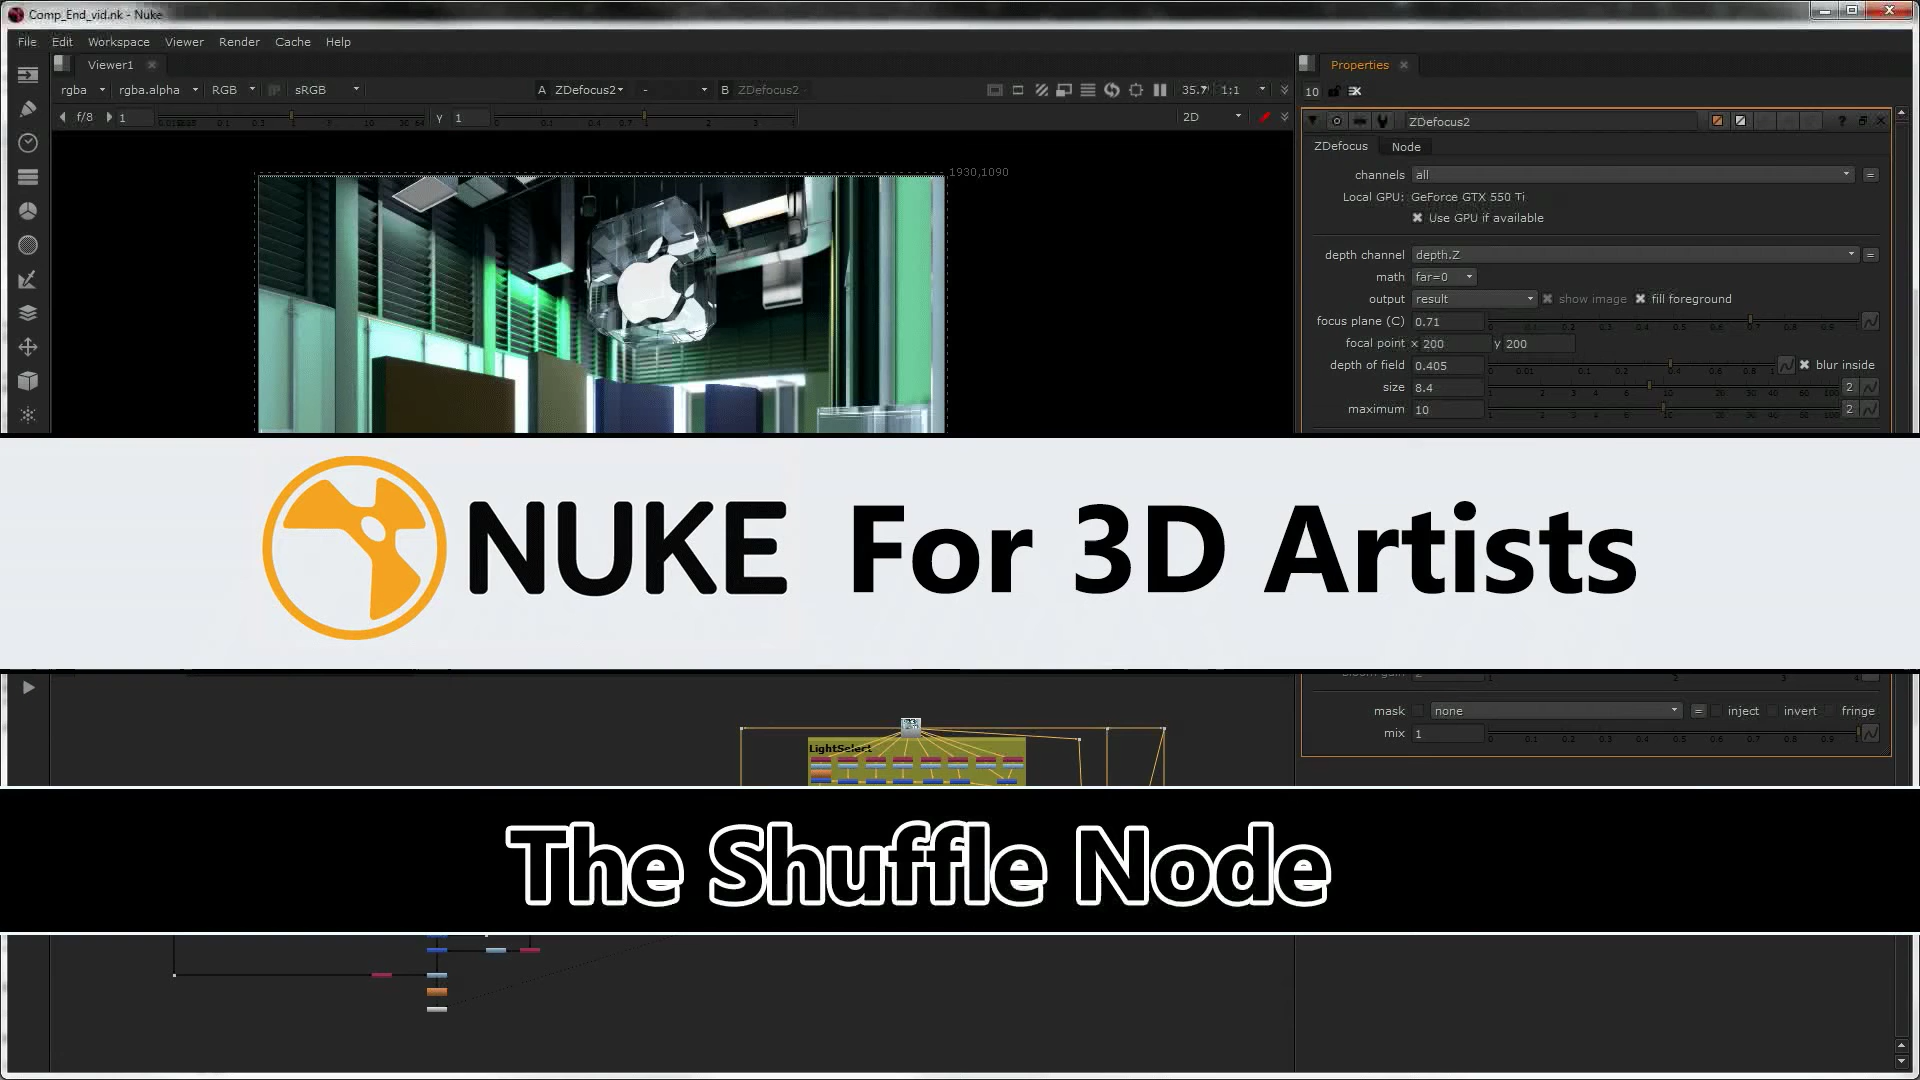 Comp_End_vid.nk - Nuke
File Edit Workspace Viewer Render Cache Help
Viewer1
Properties
rgba rgba.alpha RGB IP sRGB A ZDefocus2 - B ZDefocus2 35.7 1:1
10
f/8 1 y 1 2D
ZDefocus2
ZDefocus Node
1930,1090
channels all =
Local GPU: GeForce GTX 550 Ti
Use GPU if available
depth channel depth.Z =
math far=0
output result show image fill foreground
focus plane (C) 0.71
focal point x 200 y 200
depth of field 0.405 blur inside
size 8.4 2
maximum 10 2
NUKE For 3D Artists
mask none = inject invert fringe
mix 1
LightSelect
The Shuffle Node